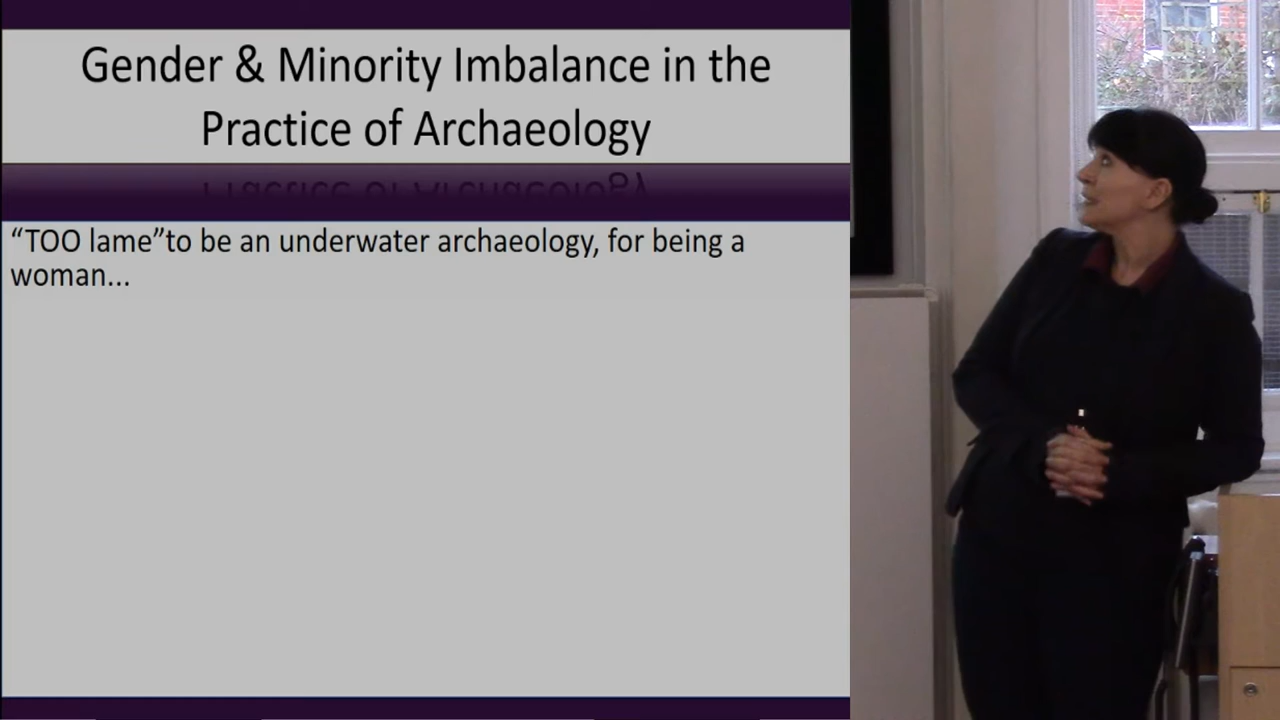 Gender & Minority Imbalance in the
Practice of Archaeology
“TOO lame”to be an underwater archaeology, for being a
woman...